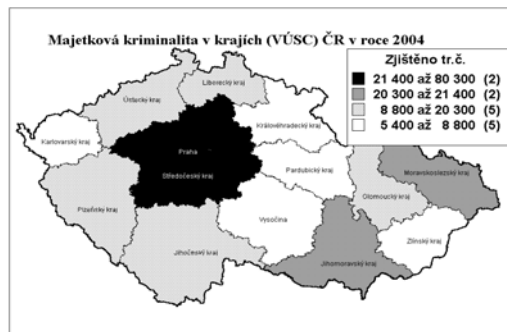 Majetková kriminalita v krajích (VÚSC) ČR v roce 2004
Zjištěno tr.č.
21 400 až 80 300 (2)
20 300 až 21 400 (2)
8 800 až 20 300 (5)
5 400 až 8 800 (5)
Liberecký kraj
Ústecký kraj
Karlovarský kraj
Královéhradecký kraj
Praha
Středočeský kraj
Pardubický kraj
Moravskoslezský kraj
Olomoucký kraj
Plzeňský kraj
Vysočina
Zlínský kraj
Jihočeský kraj
Jihomoravský kraj